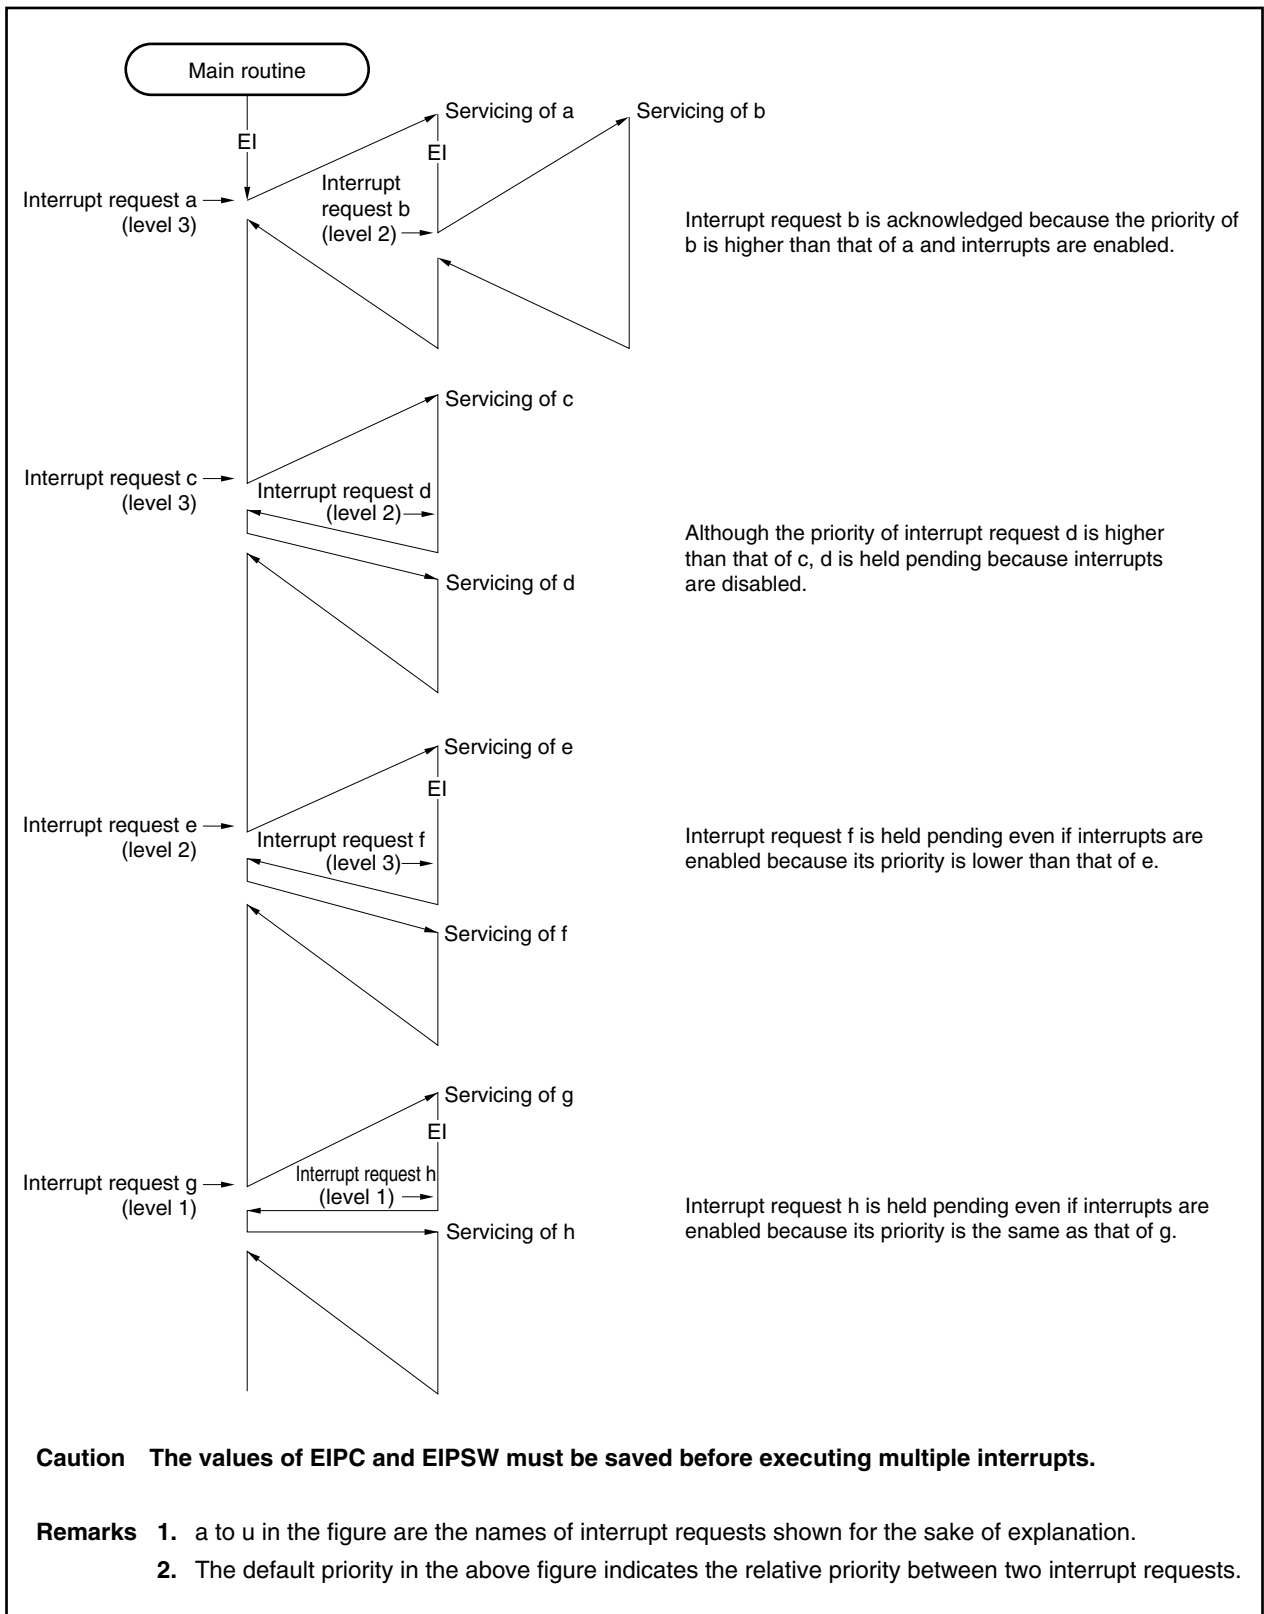 Main routine
EI
Servicing of a
Servicing of b
EI
Interrupt request a
(level 3)
Interrupt
request b
(level 2)
Interrupt request b is acknowledged because the priority of
b is higher than that of a and interrupts are enabled.
Servicing of c
Interrupt request c
(level 3)
Interrupt request d
(level 2)
Although the priority of interrupt request d is higher
than that of c, d is held pending because interrupts
are disabled.
Servicing of d
Servicing of e
EI
Interrupt request e
(level 2)
Interrupt request f
(level 3)
Interrupt request f is held pending even if interrupts are
enabled because its priority is lower than that of e.
Servicing of f
Servicing of g
EI
Interrupt request g
(level 1)
Interrupt request h
(level 1)
Interrupt request h is held pending even if interrupts are
enabled because its priority is the same as that of g.
Servicing of h
Caution The values of EIPC and EIPSW must be saved before executing multiple interrupts.
Remarks 1. a to u in the figure are the names of interrupt requests shown for the sake of explanation.
2. The default priority in the above figure indicates the relative priority between two interrupt requests.